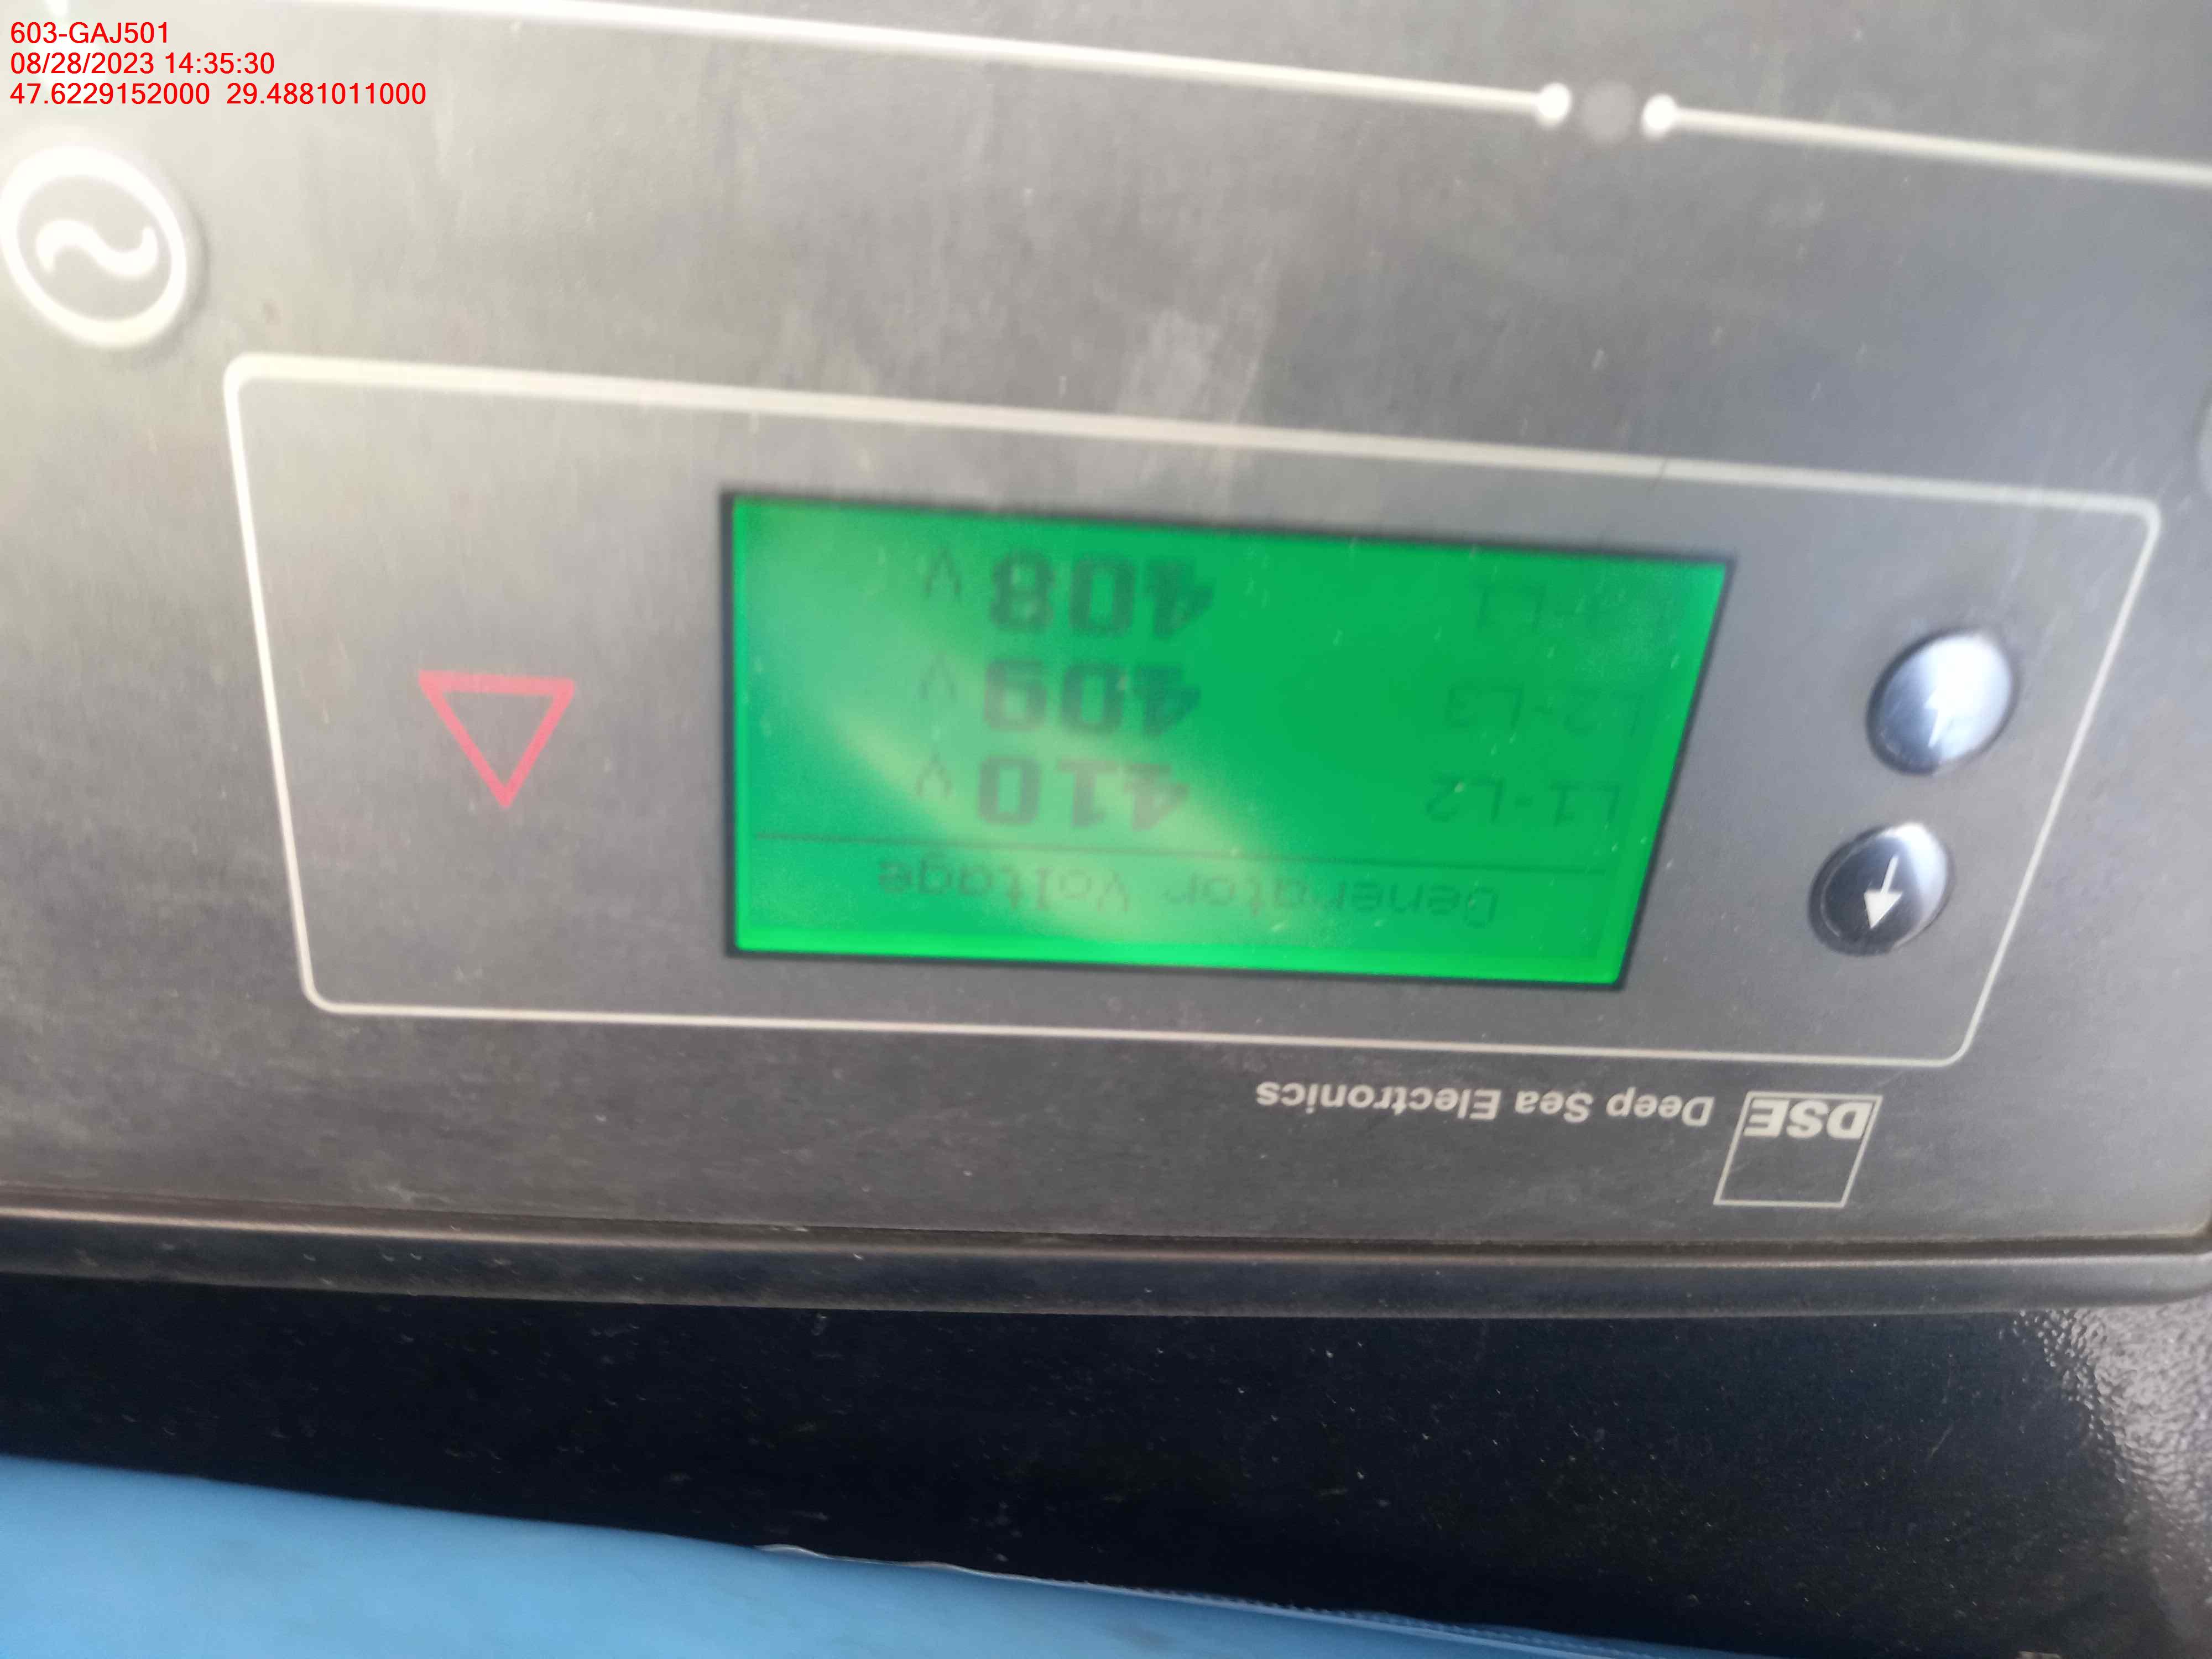 603-GAJ501
08/28/2023 14:35:30
47.6229152000 29.4881011000
DSE Deep Sea Electronics
Generator Voltage
L1-L2 410 V
L2-L3 409 V
-L1 408 V